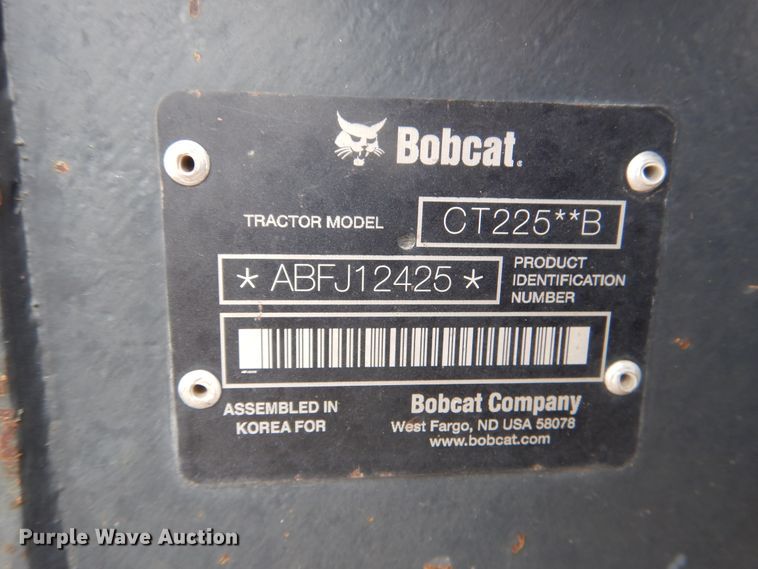 Bobcat®
TRACTOR MODEL CT225**B
* ABFJ12425 *
PRODUCT
IDENTIFICATION
NUMBER
ASSEMBLED IN
KOREA FOR
Bobcat Company
West Fargo, ND USA 58078
www.bobcat.com
Purple Wave Auction